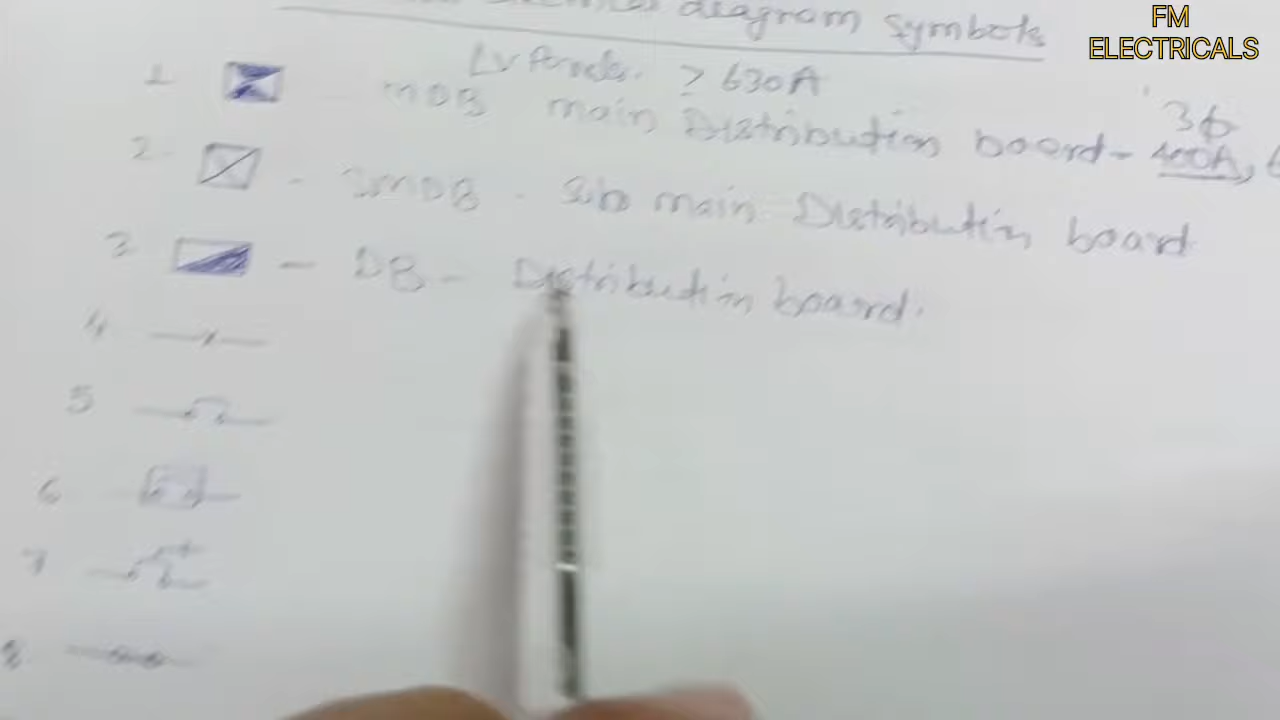 diagram symbols
FM
ELECTRICALS
LV Panels. > 630A
1 MDB main Distribution board - 400A,
3ϕ
2 - SMDB - Sub main Distribution board
3 - DB - Distribution board.
4
5
6
7
8